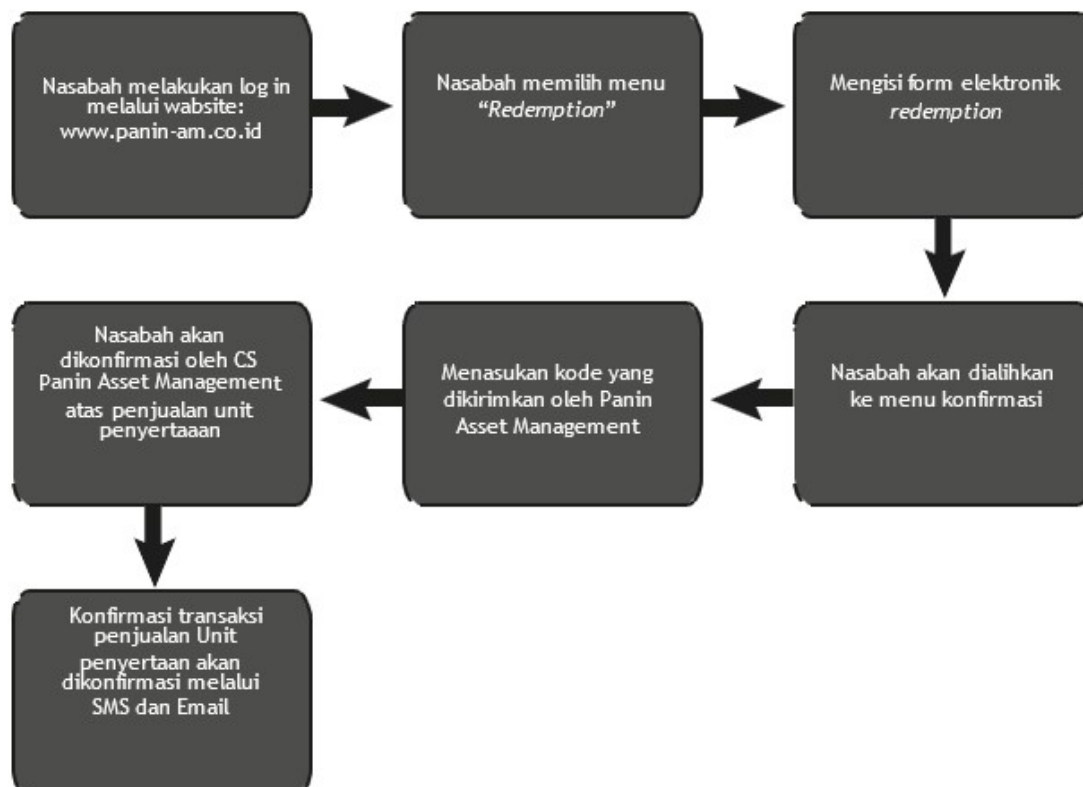 Nasabah melakukan log in
melalui wabsite:
www.panin-am.co.id
Nasabah memilih menu
“Redemption”
Mengisi form elektronik
redemption
Nasabah akan dialihkan
ke menu konfirmasi
Menasukan kode yang
dikirimkan oleh Panin
Asset Management
Nasabah akan
dikonfirmasi oleh CS
Panin Asset Management
atas penjualan unit
penyertaaan
Konfirmasi transaksi
penjualan Unit
penyertaan akan
dikonfirmasi melalui
SMS dan Email